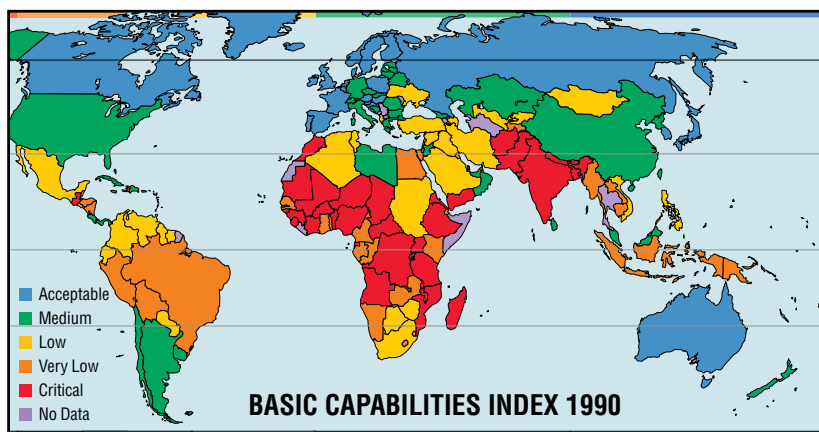 Acceptable
Medium
Low
Very Low
Critical
No Data
BASIC CAPABILITIES INDEX 1990